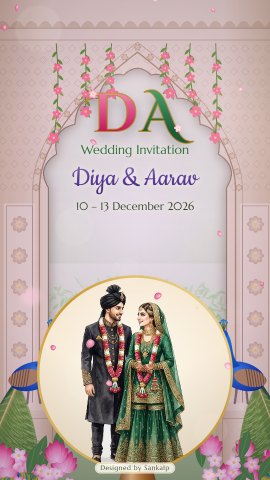 DA
Wedding Invitation
Diya & Aarav
10 – 13 December 2026
Designed by Sankalp